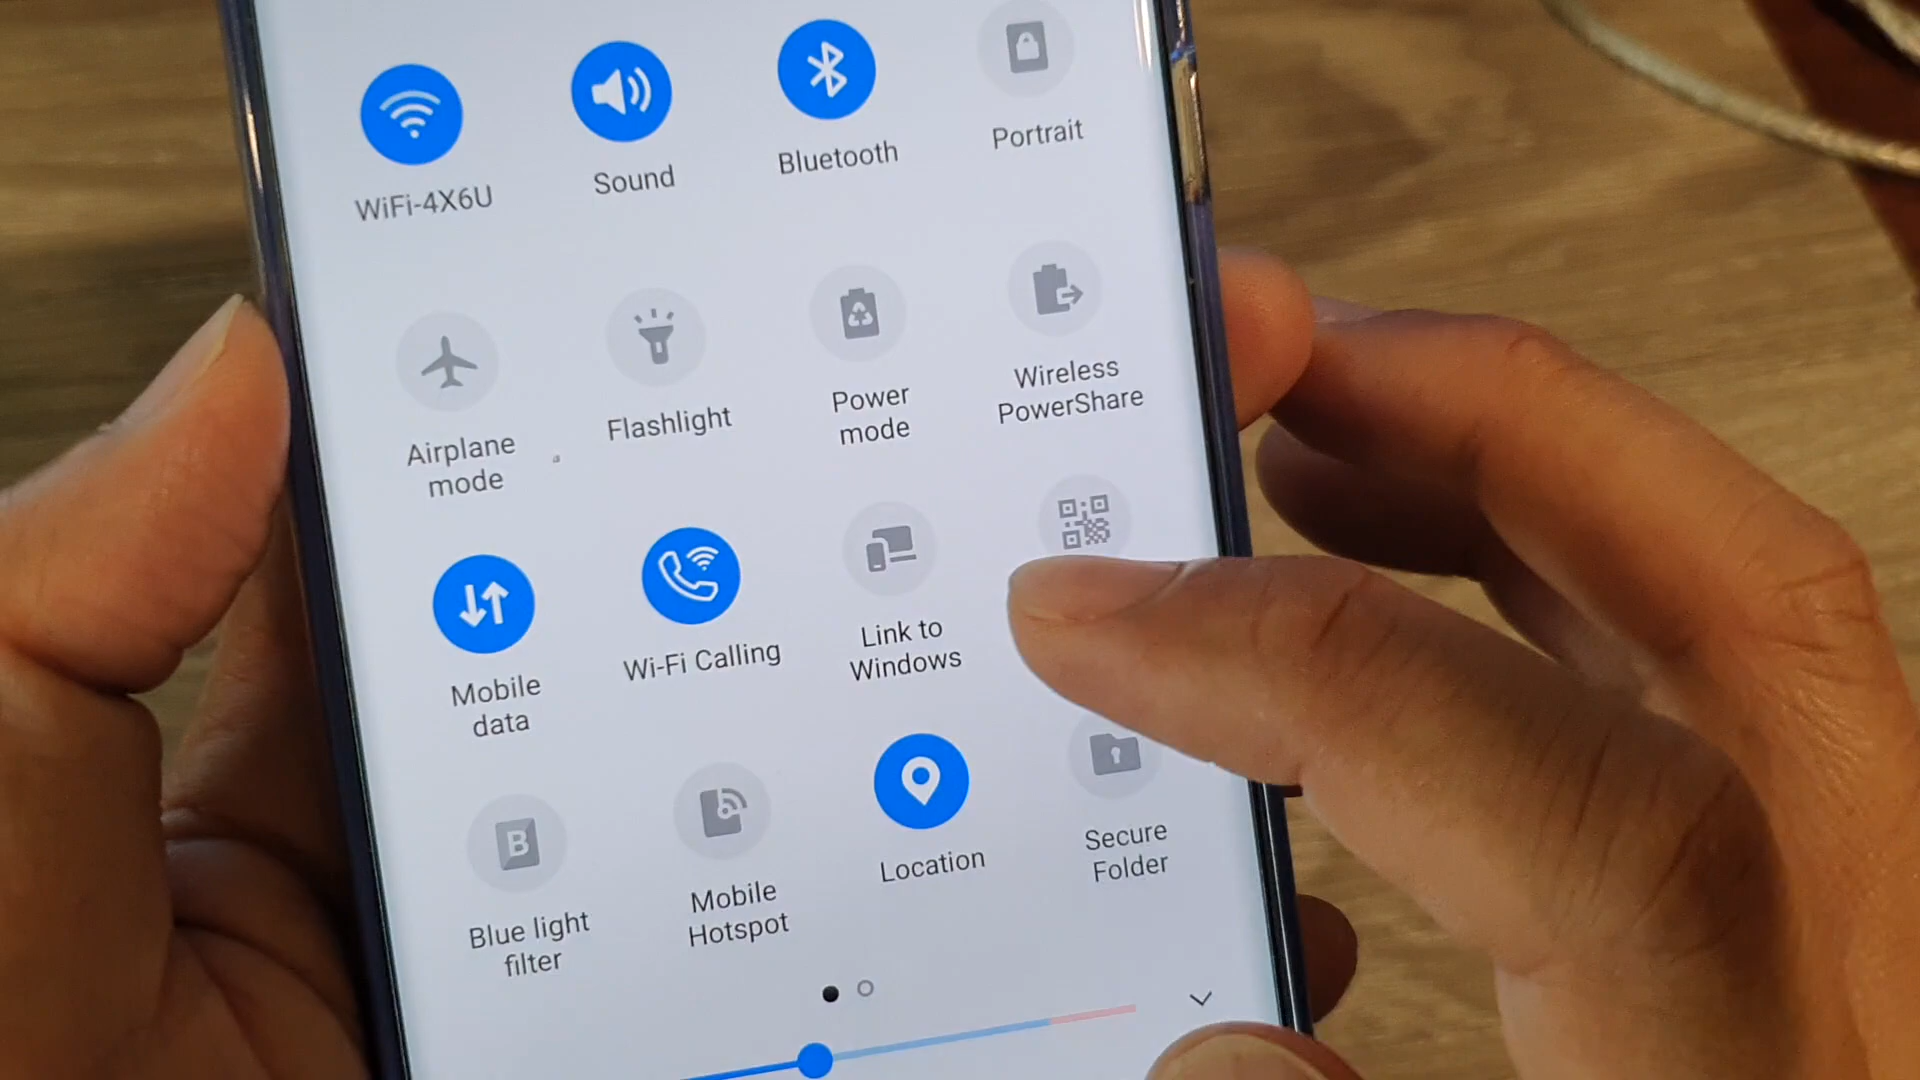 WiFi-4X6U
Sound
Bluetooth
Portrait
Airplane
mode
Flashlight
Power
mode
Wireless
PowerShare
Mobile
data
Wi-Fi Calling
Link to
Windows
B
Blue light
filter
Mobile
Hotspot
Location
Secure
Folder